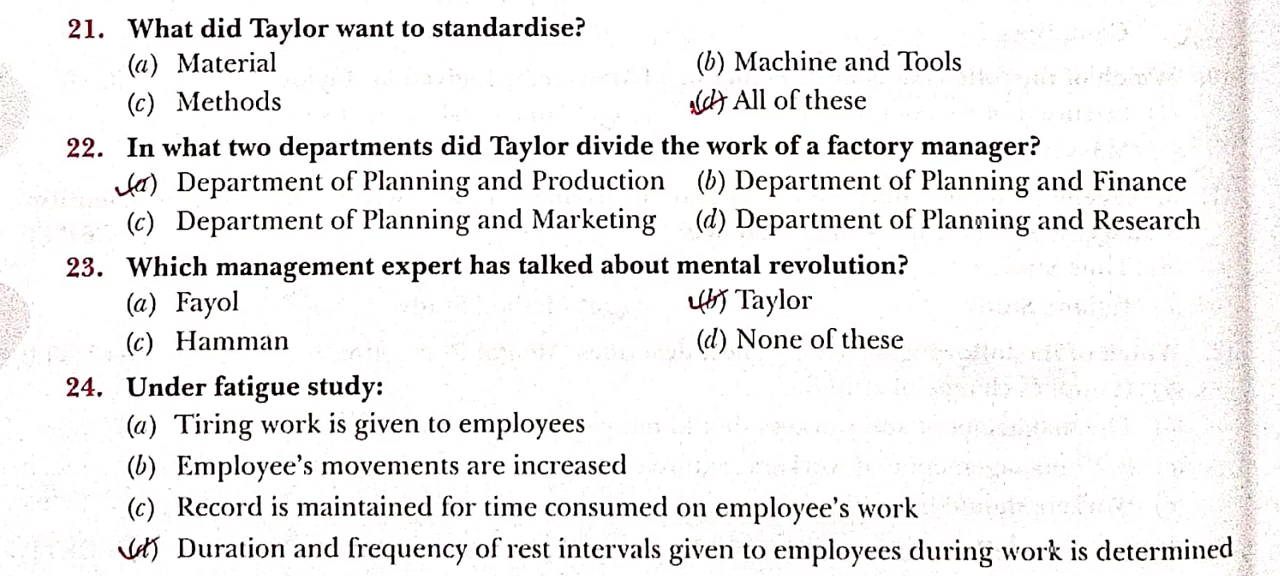 21. What did Taylor want to standardise?
(a) Material (b) Machine and Tools
(c) Methods (d) All of these
22. In what two departments did Taylor divide the work of a factory manager?
(a) Department of Planning and Production (b) Department of Planning and Finance
(c) Department of Planning and Marketing (d) Department of Planning and Research
23. Which management expert has talked about mental revolution?
(a) Fayol (b) Taylor
(c) Hamman (d) None of these
24. Under fatigue study:
(a) Tiring work is given to employees
(b) Employee's movements are increased
(c) Record is maintained for time consumed on employee's work
(d) Duration and frequency of rest intervals given to employees during work is determined